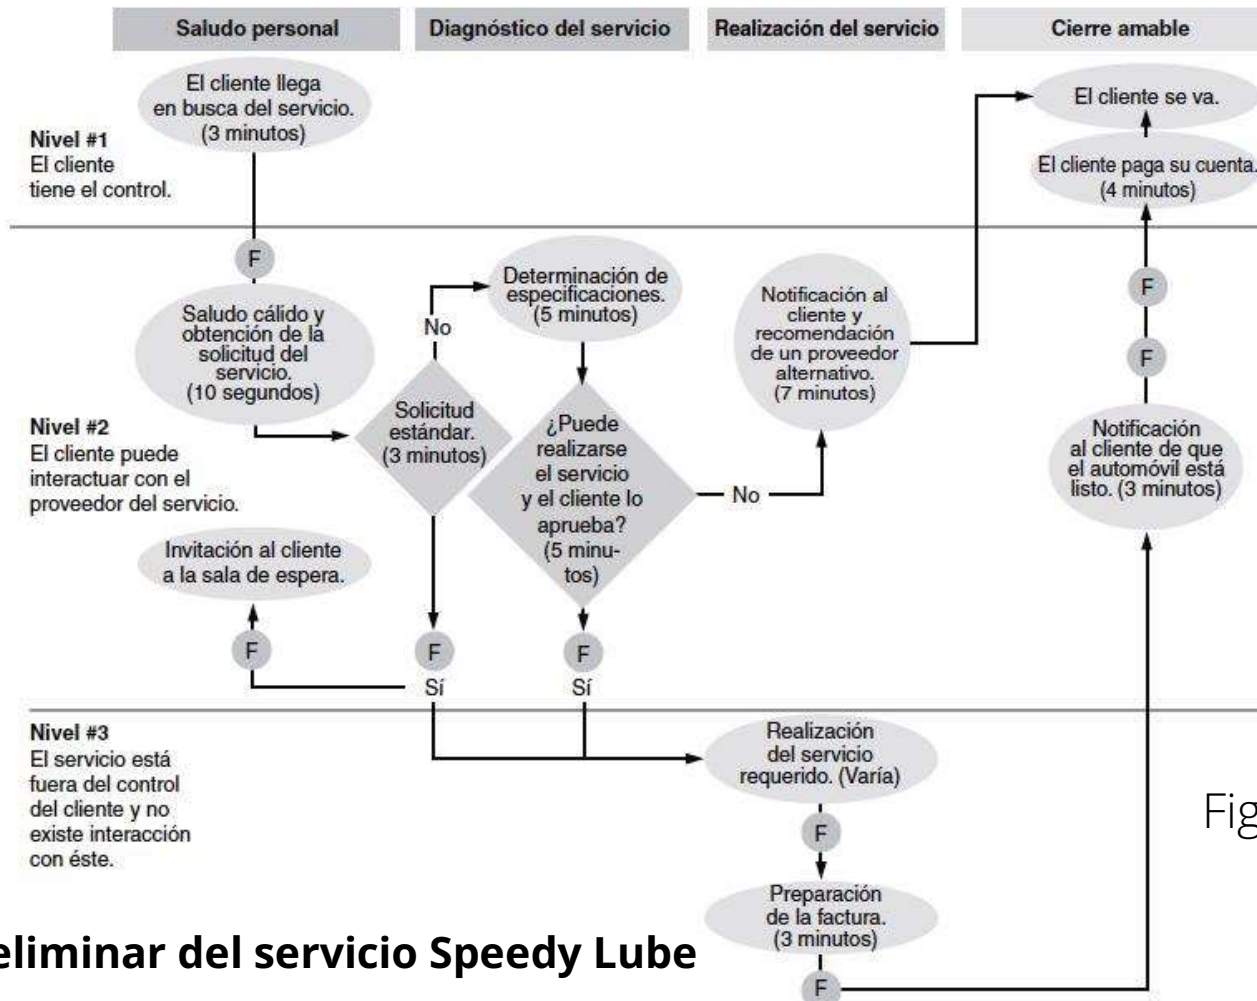 Saludo personal
Diagnóstico del servicio
Realización del servicio
Cierre amable
El cliente llega
en busca del servicio.
(3 minutos)
El cliente se va.
Nivel #1
El cliente
tiene el control.
El cliente paga su cuenta.
(4 minutos)
F
Saludo cálido y
obtención de la
solicitud del
servicio.
(10 segundos)
No
Determinación de
especificaciones.
(5 minutos)
Notificación al
cliente y
recomendación
de un proveedor
alternativo.
(7 minutos)
F
F
Nivel #2
El cliente puede
interactuar con el
proveedor del servicio.
Solicitud
estándar.
(3 minutos)
¿Puede
realizarse
el servicio
y el cliente lo
aprueba?
(5 minu-
tos)
No
Notificación
al cliente de que
el automóvil está
listo. (3 minutos)
Invitación al cliente
a la sala de espera.
F
F
Sí
F
Sí
Nivel #3
El servicio está
fuera del control
del cliente y no
existe interacción
con éste.
Realización
del servicio
requerido. (Varía)
F
Preparación
de la factura.
(3 minutos)
F
Fig
eliminar del servicio Speedy Lube